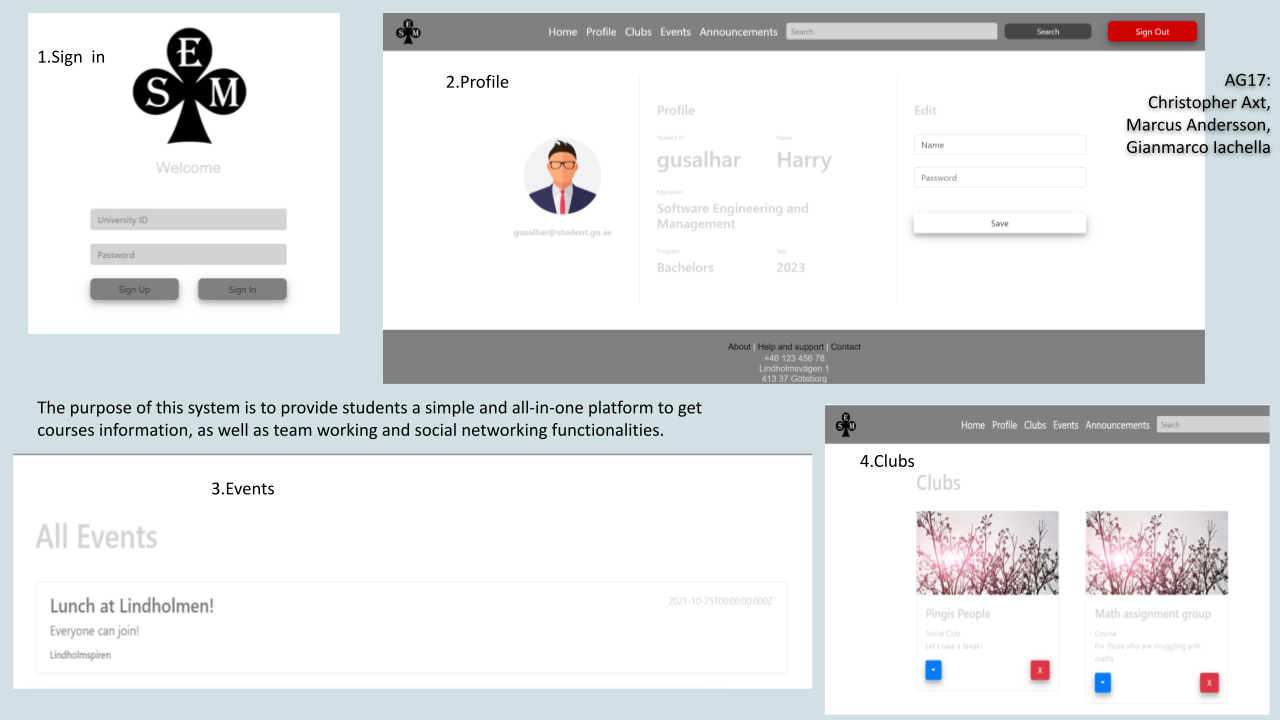 1.Sign in
E
S M
Welcome
University ID
Password
Sign Up Sign In
E
S M
Home Profile Clubs Events Announcements Search Search Sign Out
2.Profile
Profile
Student ID Name
gusalhar Harry
Education
Software Engineering and
Management
Program Year
Bachelors 2023
gusalhar@student.gu.se
Edit
Name
Password
Save
About | Help and support | Contact
+46 123 456 78
Lindholmsvägen 1
413 37 Göteborg
AG17:
Christopher Axt,
Marcus Andersson,
Gianmarco Iachella
The purpose of this system is to provide students a simple and all-in-one platform to get
courses information, as well as team working and social networking functionalities.
3.Events
All Events
Lunch at Lindholmen! 2021-10-25T00:00:00.000Z
Everyone can join!
Lindholmspiren
E
S M
Home Profile Clubs Events Announcements Search
4.Clubs
Clubs
Pingis People
Social Club
Let's take a break!
X
Math assignment group
Course
For those who are struggling with
maths
X